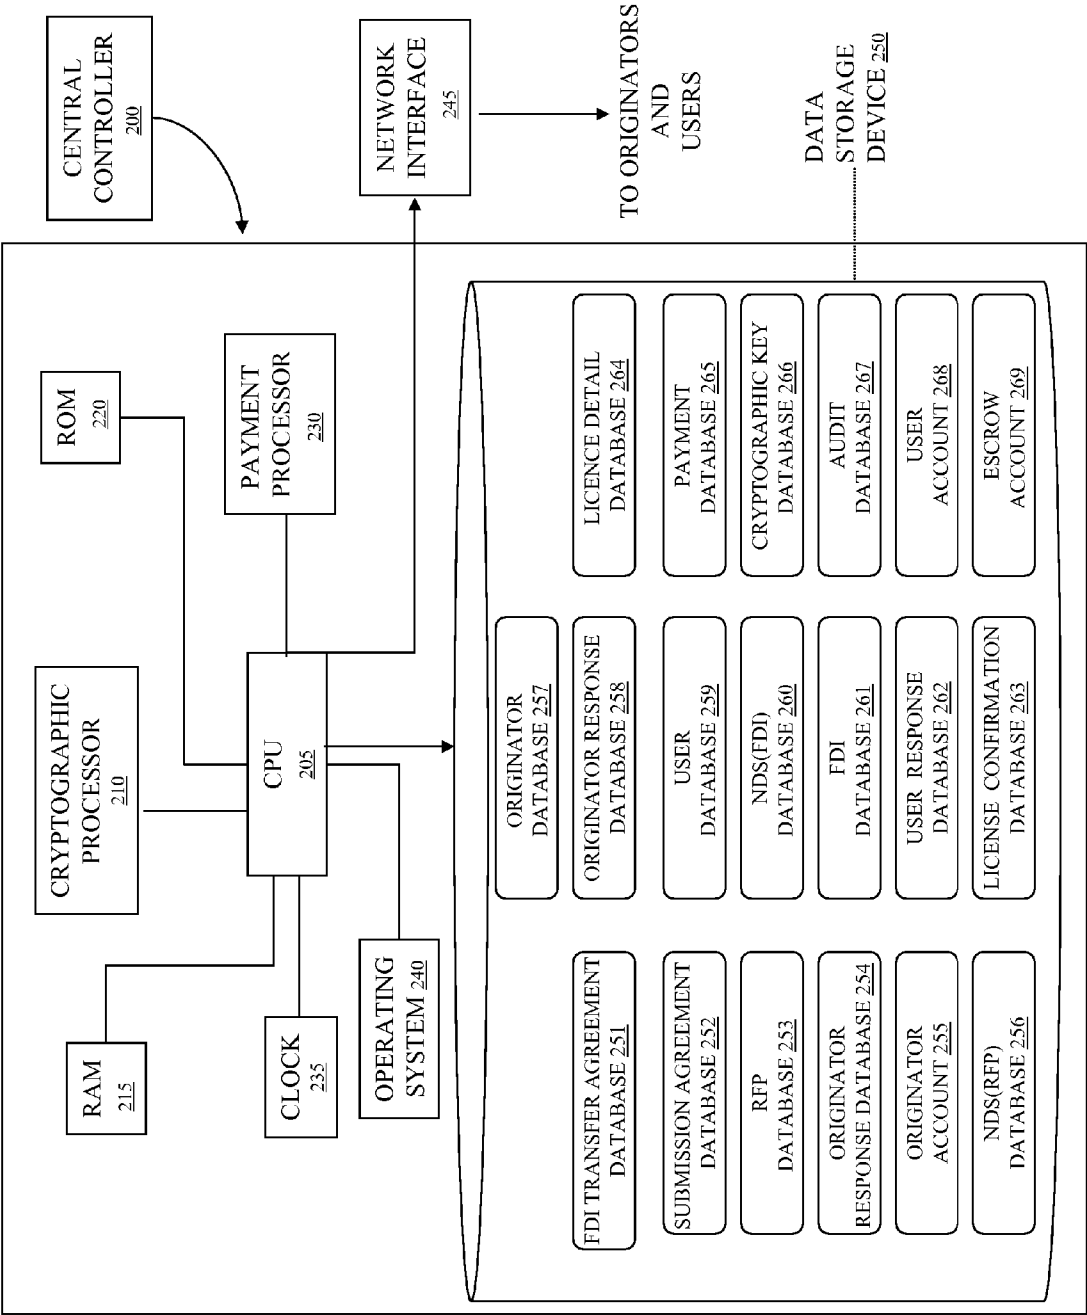 CENTRAL
CONTROLLER
200
ROM
220
CRYPTOGRAPHIC
PROCESSOR
210
RAM
215
PAYMENT
PROCESSOR
230
CPU
205
CLOCK
235
OPERATING
SYSTEM 240
NETWORK
INTERFACE
245
TO ORIGINATORS
AND
USERS
DATA
STORAGE
DEVICE 250
FDI TRANSFER AGREEMENT
DATABASE 251
SUBMISSION AGREEMENT
DATABASE 252
RFP
DATABASE 253
ORIGINATOR
RESPONSE DATABASE 254
ORIGINATOR
ACCOUNT 255
NDS(RFP)
DATABASE 256
ORIGINATOR
DATABASE 257
ORIGINATOR RESPONSE
DATABASE 258
USER
DATABASE 259
NDS(FDI)
DATABASE 260
FDI
DATABASE 261
USER RESPONSE
DATABASE 262
LICENSE CONFIRMATION
DATABASE 263
LICENCE DETAIL
DATABASE 264
PAYMENT
DATABASE 265
CRYPTOGRAPHIC KEY
DATABASE 266
AUDIT
DATABASE 267
USER
ACCOUNT 268
ESCROW
ACCOUNT 269